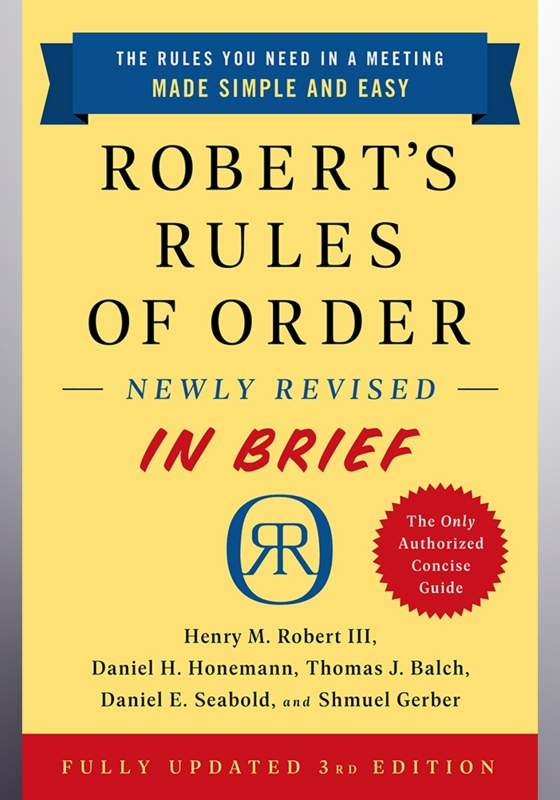 THE RULES YOU NEED IN A MEETING
MADE SIMPLE AND EASY
ROBERT'S
RULES
OF ORDER
NEWLY REVISED
IN BRIEF
RRO
The Only
Authorized
Concise
Guide
Henry M. Robert III,
Daniel H. Honemann, Thomas J. Balch,
Daniel E. Seabold, and Shmuel Gerber
FULLY UPDATED 3RD EDITION